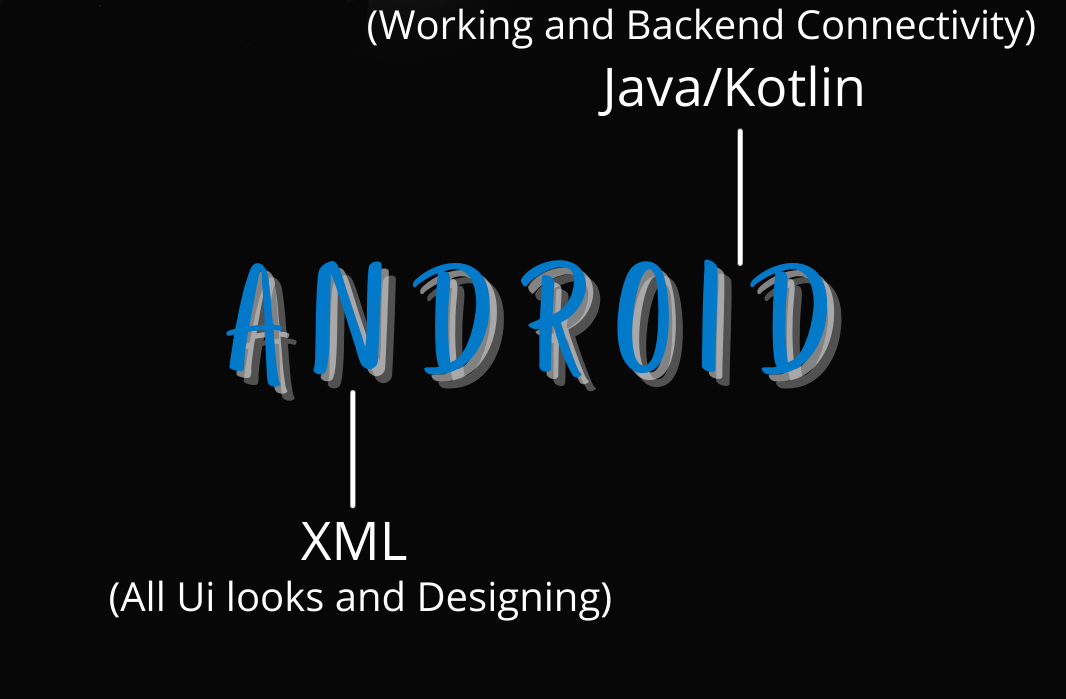 (Working and Backend Connectivity)
Java/Kotlin
ANDROID
XML
(All Ui looks and Designing)